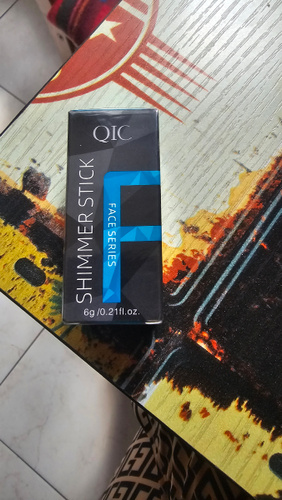 QIC
SHIMMER STICK
FACE SERIES
6g /0.21fl.oz.